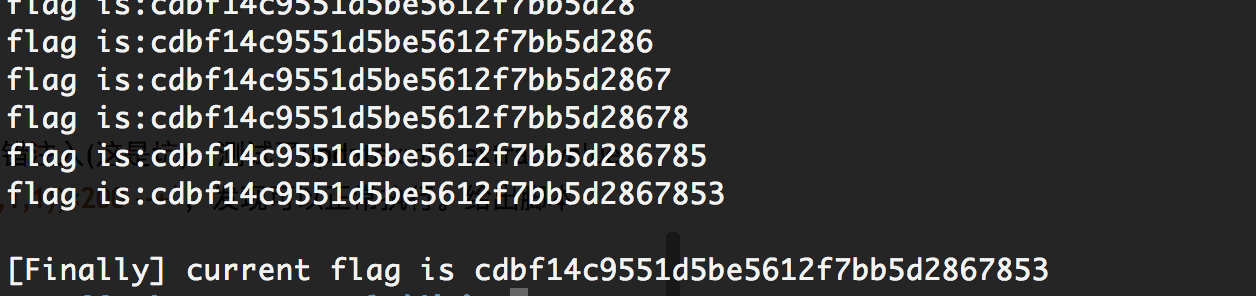 flag is:cdbf14c9551d5be5612f7bb5d28
flag is:cdbf14c9551d5be5612f7bb5d286
flag is:cdbf14c9551d5be5612f7bb5d2867
flag is:cdbf14c9551d5be5612f7bb5d28678
flag is:cdbf14c9551d5be5612f7bb5d286785
flag is:cdbf14c9551d5be5612f7bb5d2867853
[Finally] current flag is cdbf14c9551d5be5612f7bb5d2867853